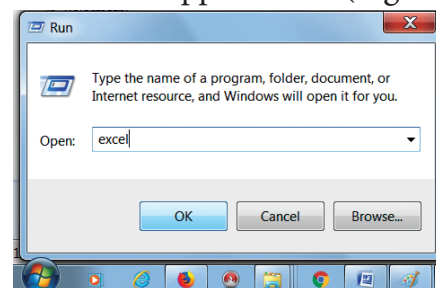 Run
Type the name of a program, folder, document, or
Internet resource, and Windows will open it for you.
Open: excel
OK Cancel Browse...